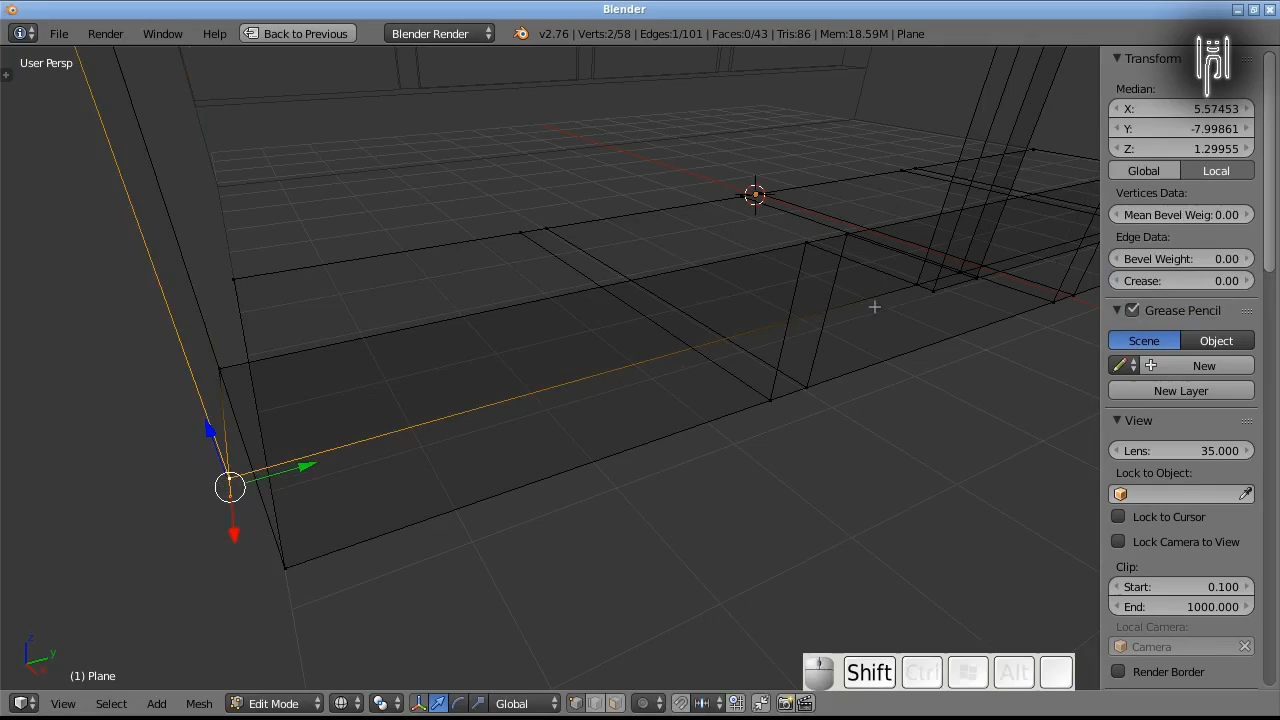 Blender
File Render Window Help Back to Previous Blender Render v2.76 | Verts:2/58 | Edges:1/101 | Faces:0/43 | Tris:86 | Mem:18.59M | Plane
User Persp
Transform
Median:
X: 5.57453
Y: -7.99861
Z: 1.29955
Global Local
Vertices Data:
Mean Bevel Weig: 0.00
Edge Data:
Bevel Weight: 0.00
Crease: 0.00
Grease Pencil
Scene Object
New
New Layer
View
Lens: 35.000
Lock to Object:
Lock to Cursor
Lock Camera to View
Clip:
Start: 0.100
End: 1000.000
Local Camera:
Camera
Render Border
z
y
(1) Plane
Shift Ctrl Alt
View Select Add Mesh Edit Mode Global